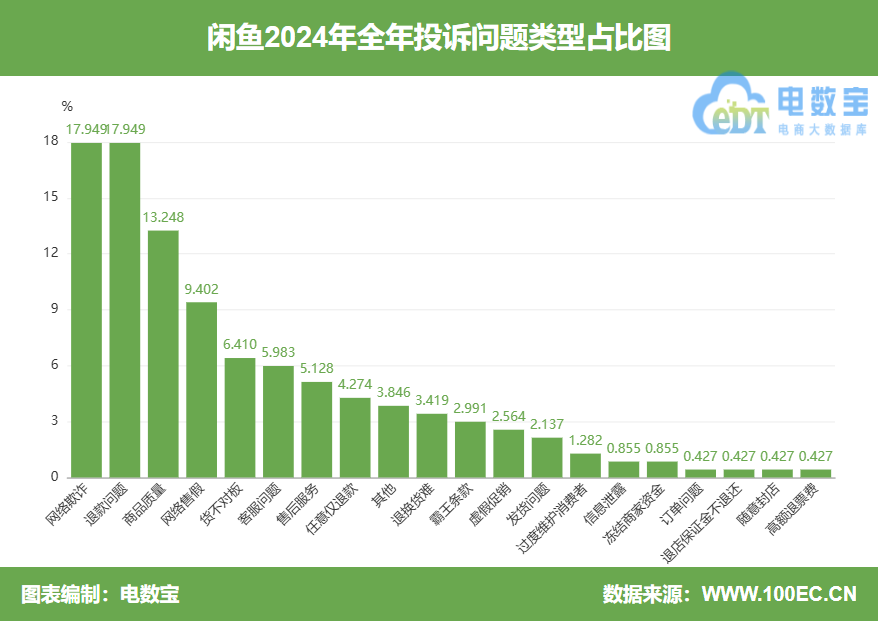 闲鱼2024年全年投诉问题类型占比图
eDT
电数宝
电商大数据库
%
18
15
12
9
6
3
0
17.949
17.949
13.248
9.402
6.410
5.983
5.128
4.274
3.846
3.419
2.991
2.564
2.137
1.282
0.855
0.855
0.427
0.427
0.427
0.427
网络欺诈
退款问题
商品质量
网络售假
货不对板
客服问题
售后服务
任意仅退款
其他
退换货难
霸王条款
虚假促销
发货问题
过度维护消费者
信息泄露
冻结商家资金
订单问题
退店保证金不退还
随意封店
高额退票费
图表编制：电数宝
数据来源：WWW.100EC.CN